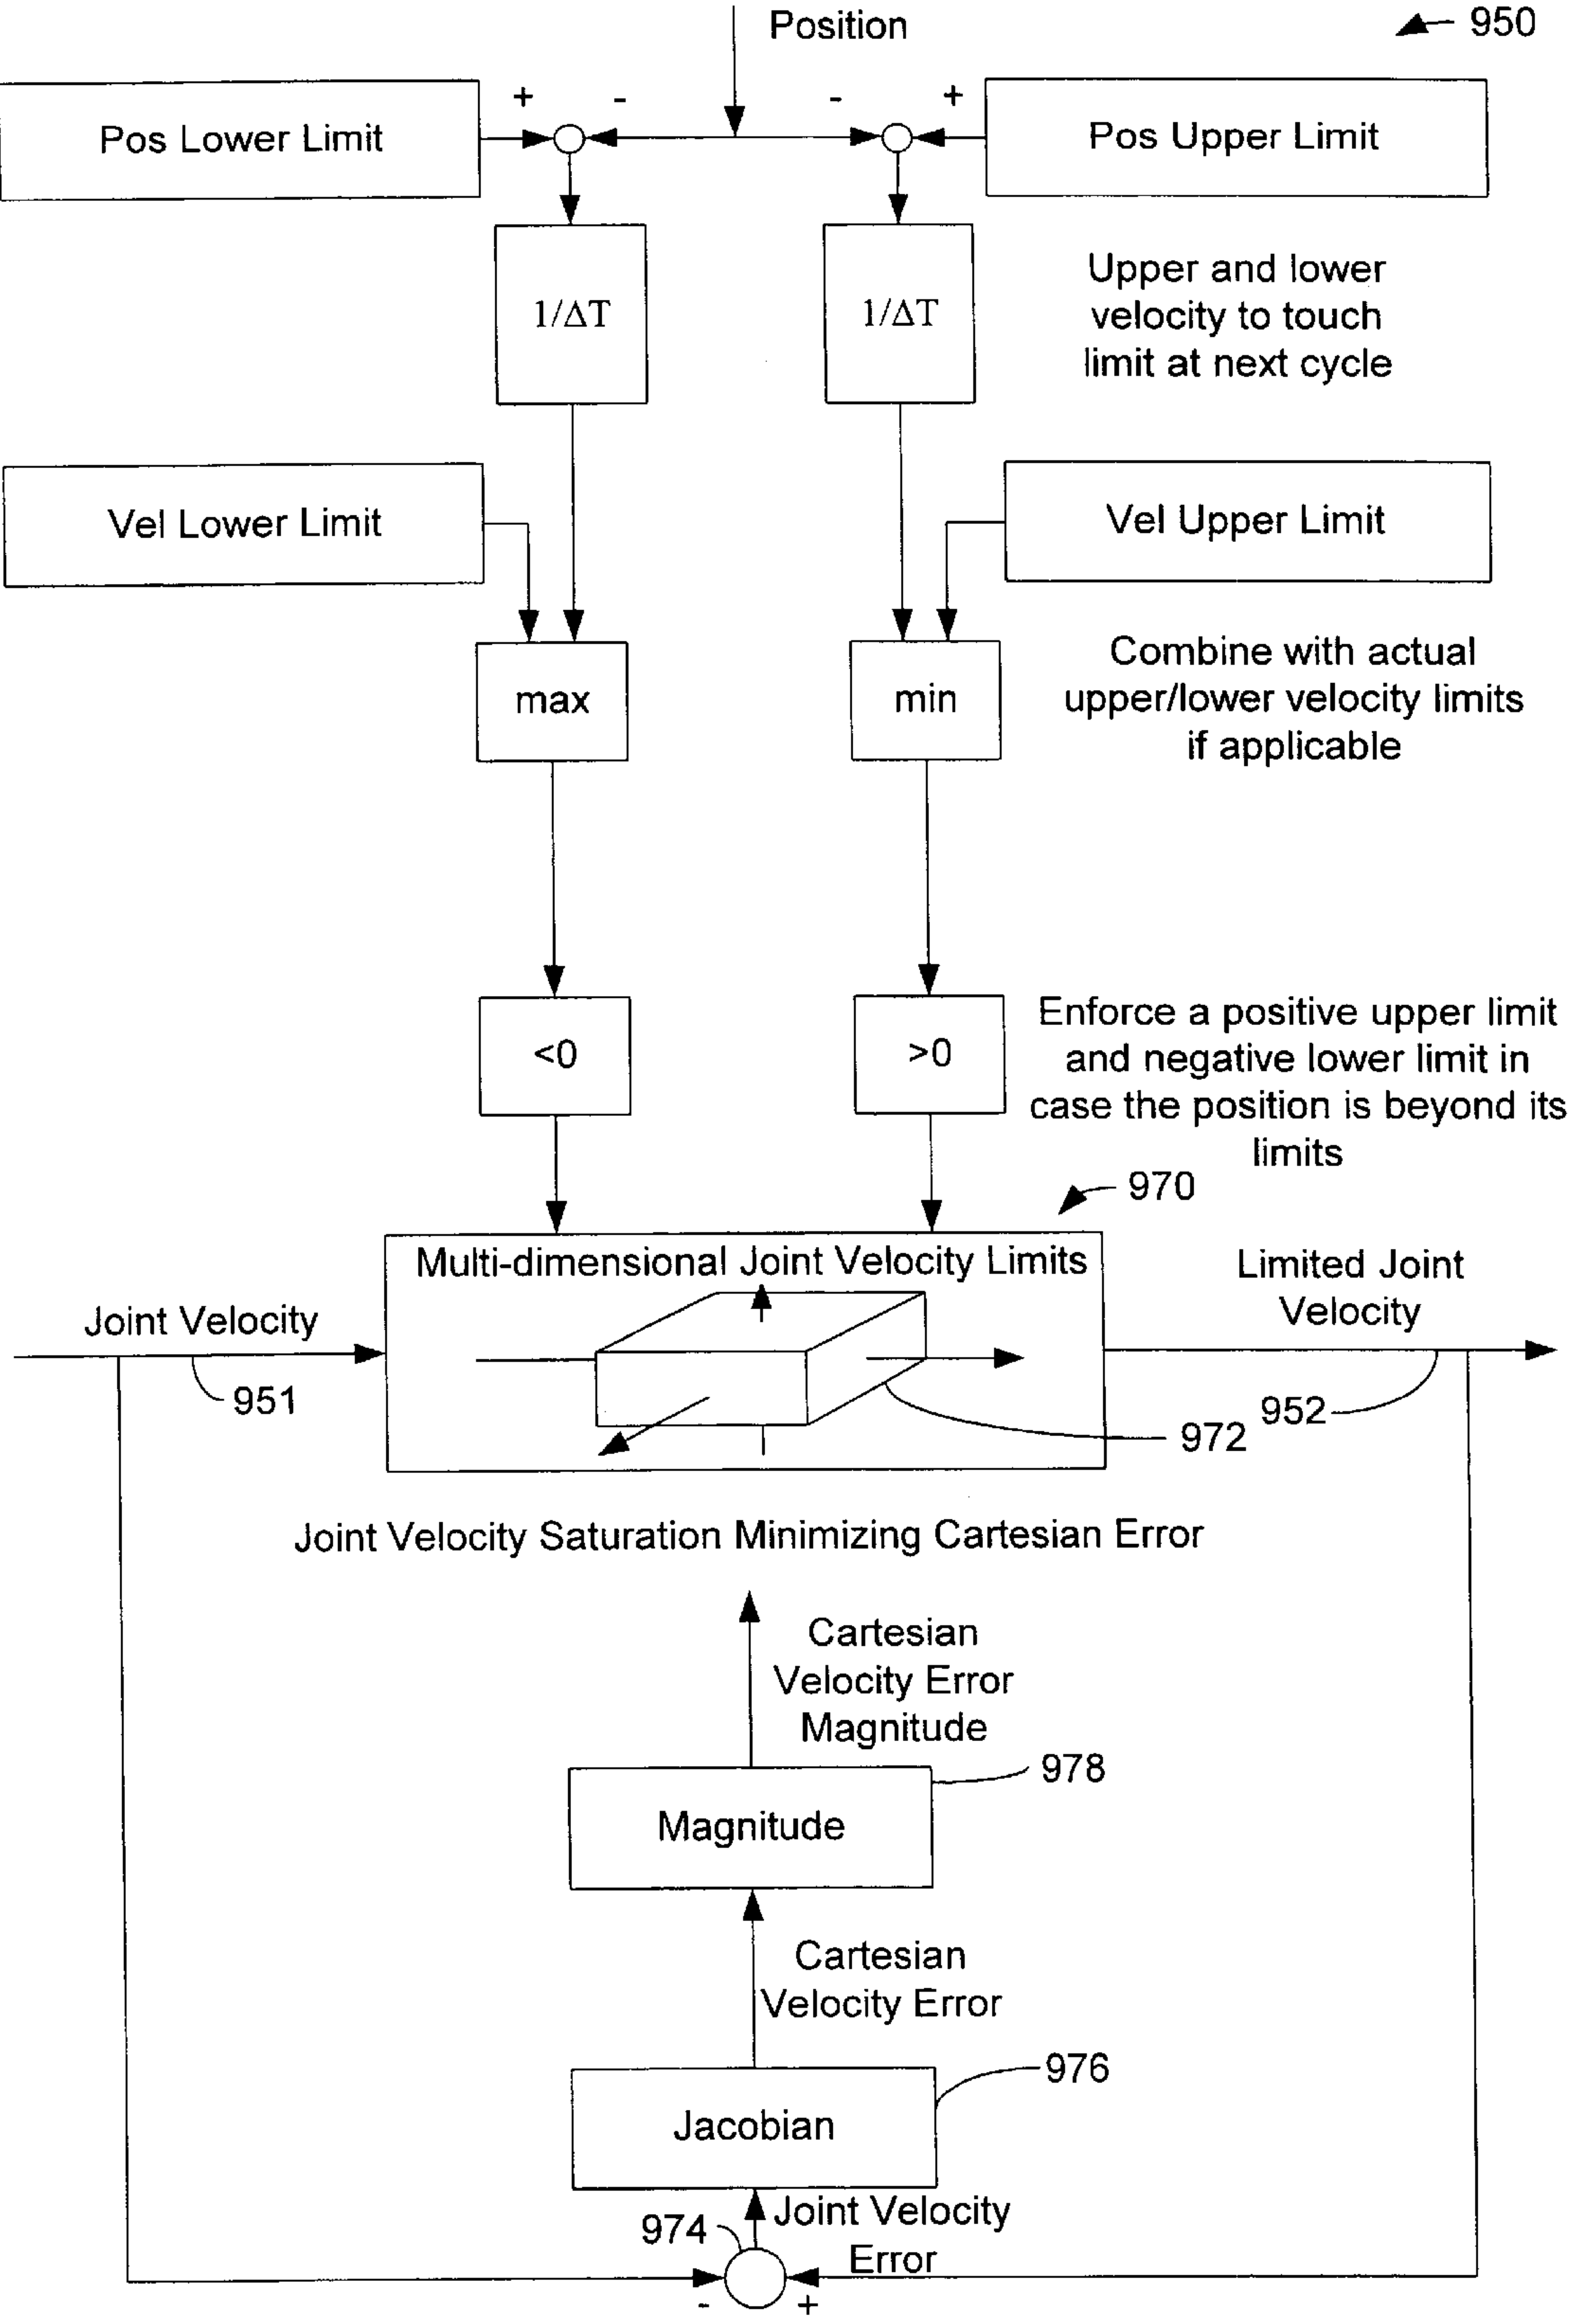 Position
950
+
-
-
+
Pos Lower Limit
Pos Upper Limit
1/ΔT
1/ΔT
Upper and lower
velocity to touch
limit at next cycle
Vel Lower Limit
Vel Upper Limit
max
min
Combine with actual
upper/lower velocity limits
if applicable
<0
>0
Enforce a positive upper limit
and negative lower limit in
case the position is beyond its
limits
970
Multi-dimensional Joint Velocity Limits
Joint Velocity
Limited Joint
Velocity
951
952
972
Joint Velocity Saturation Minimizing Cartesian Error
Cartesian
Velocity Error
Magnitude
978
Magnitude
Cartesian
Velocity Error
976
Jacobian
Joint Velocity
Error
974
-
+